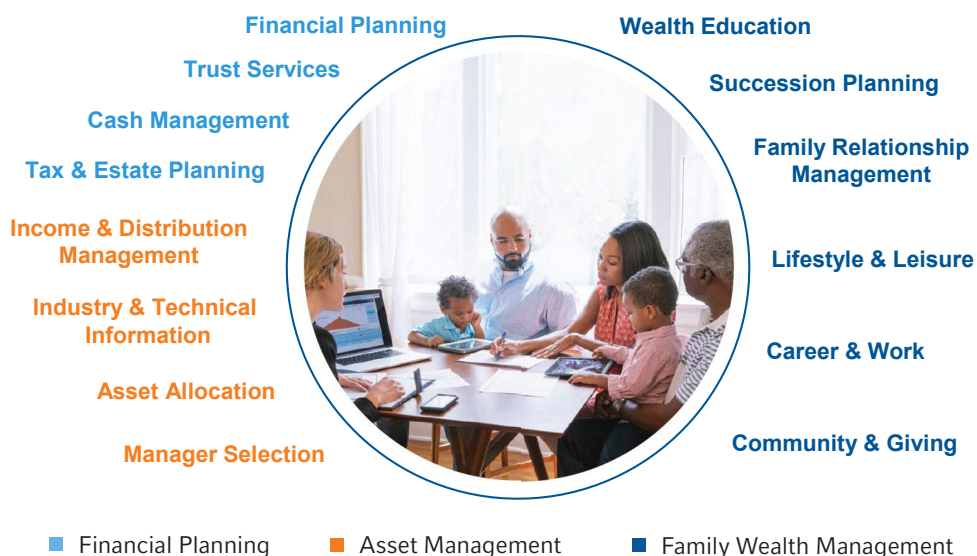 Financial Planning
Trust Services
Cash Management
Tax & Estate Planning
Income & Distribution
Management
Industry & Technical
Information
Asset Allocation
Manager Selection
Wealth Education
Succession Planning
Family Relationship
Management
Lifestyle & Leisure
Career & Work
Community & Giving
Financial Planning
Asset Management
Family Wealth Management